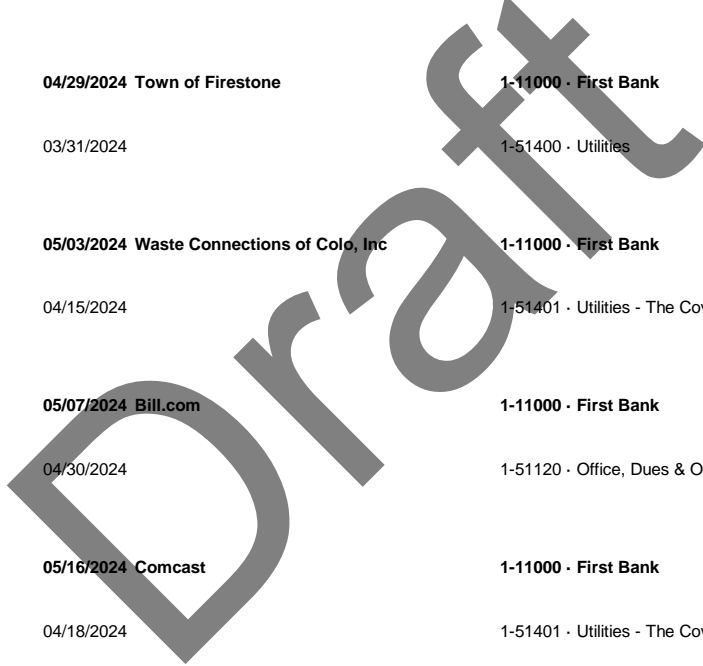 04/29/2024 Town of Firestone 1-11000 · First Bank
03/31/2024 1-51400 · Utilities
05/03/2024 Waste Connections of Colo, Inc 1-11000 · First Bank
04/15/2024 1-51401 · Utilities - The Cov
05/07/2024 Bill.com 1-11000 · First Bank
04/30/2024 1-51120 · Office, Dues & O
05/16/2024 Comcast 1-11000 · First Bank
04/18/2024 1-51401 · Utilities - The Cov
Draft